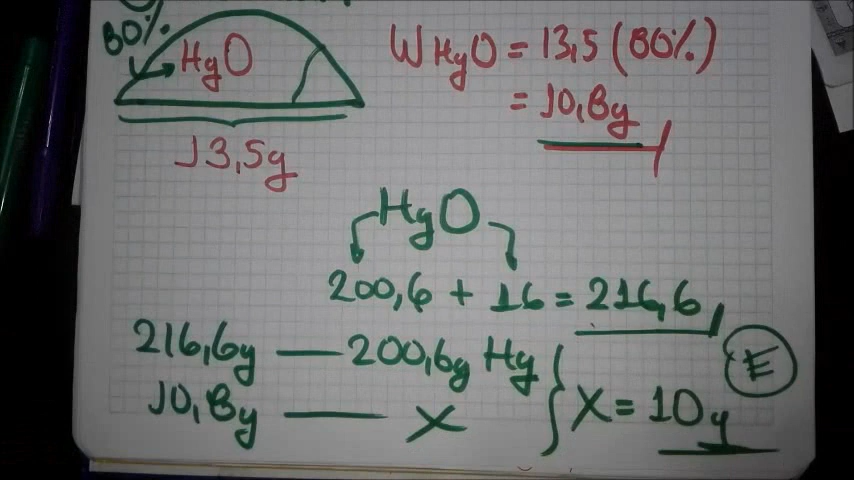 80%
HgO
13,5g
WHgO = 13,5 (80%)
= 10,8g
HgO
200,6 + 16 = 216,6
216,6g — 200,6g Hg
10,8g — X
X = 10g
E